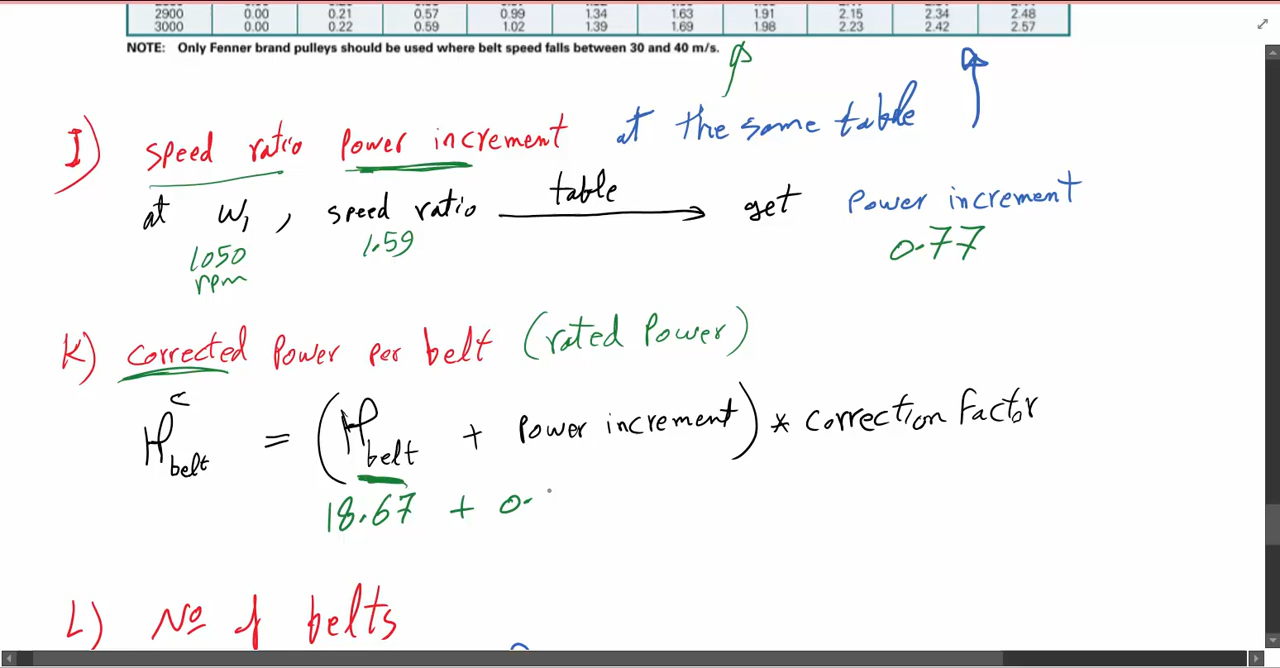 2900 0.00 0.21 0.57 0.99 1.34 1.63 1.91 2.15 2.34 2.48
3000 0.00 0.22 0.59 1.02 1.39 1.69 1.98 2.23 2.42 2.57
NOTE: Only Fenner brand pulleys should be used where belt speed falls between 30 and 40 m/s.
J) speed ratio power increment at the same table
at W₁, speed ratio table get Power increment
1050 rpm 1.59 0.77
K) corrected Power per belt (rated Power)
H^c belt = (H belt + Power increment) * correction Factor
18.67 + 0.
L) No of belts